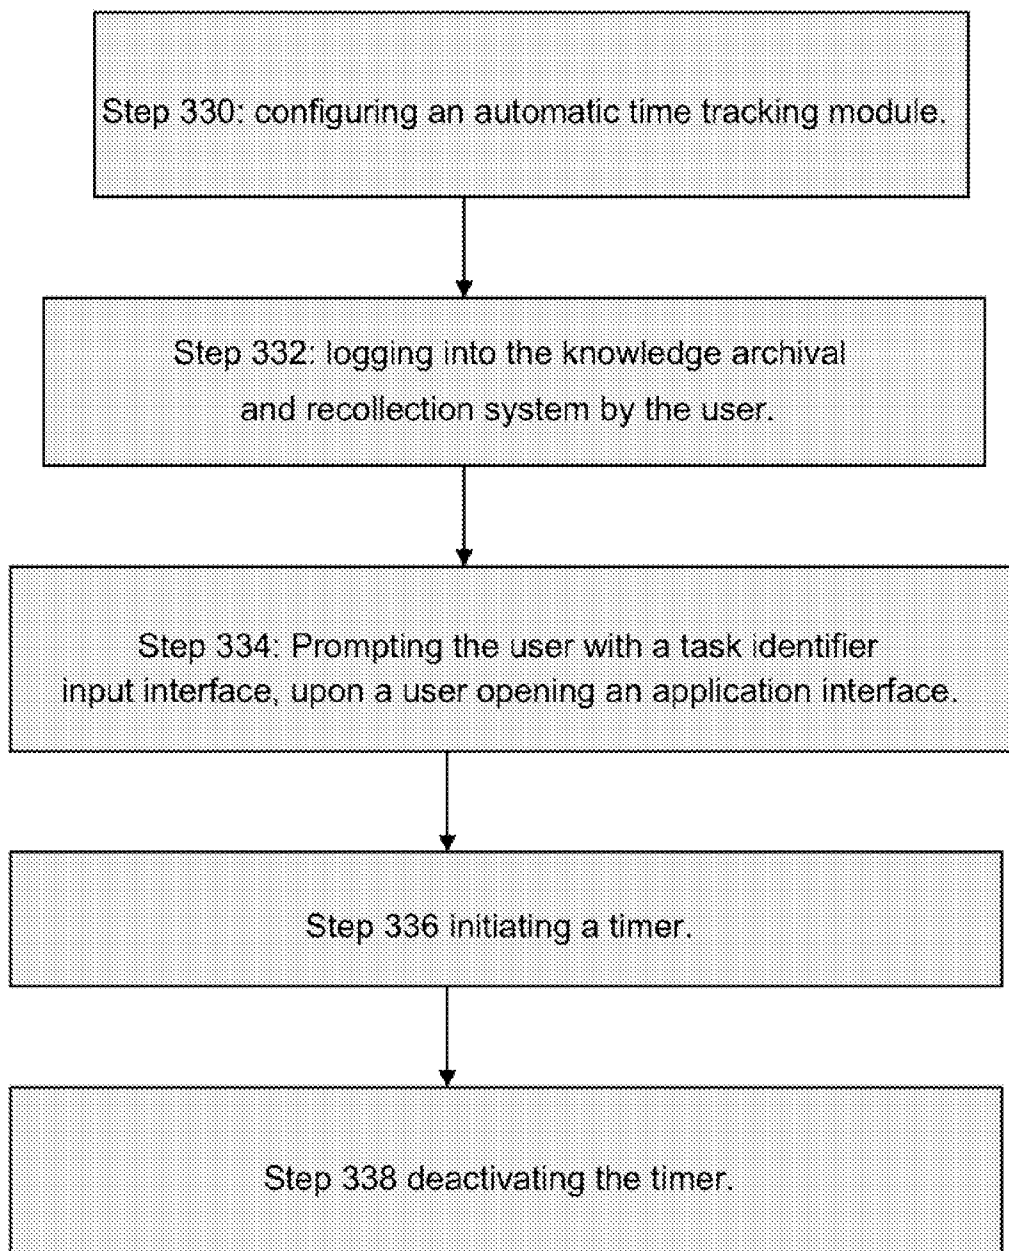 Step 330: configuring an automatic time tracking module.
Step 332: logging into the knowledge archival
and recollection system by the user.
Step 334: Prompting the user with a task identifier
input interface, upon a user opening an application interface.
Step 336 initiating a timer.
Step 338 deactivating the timer.